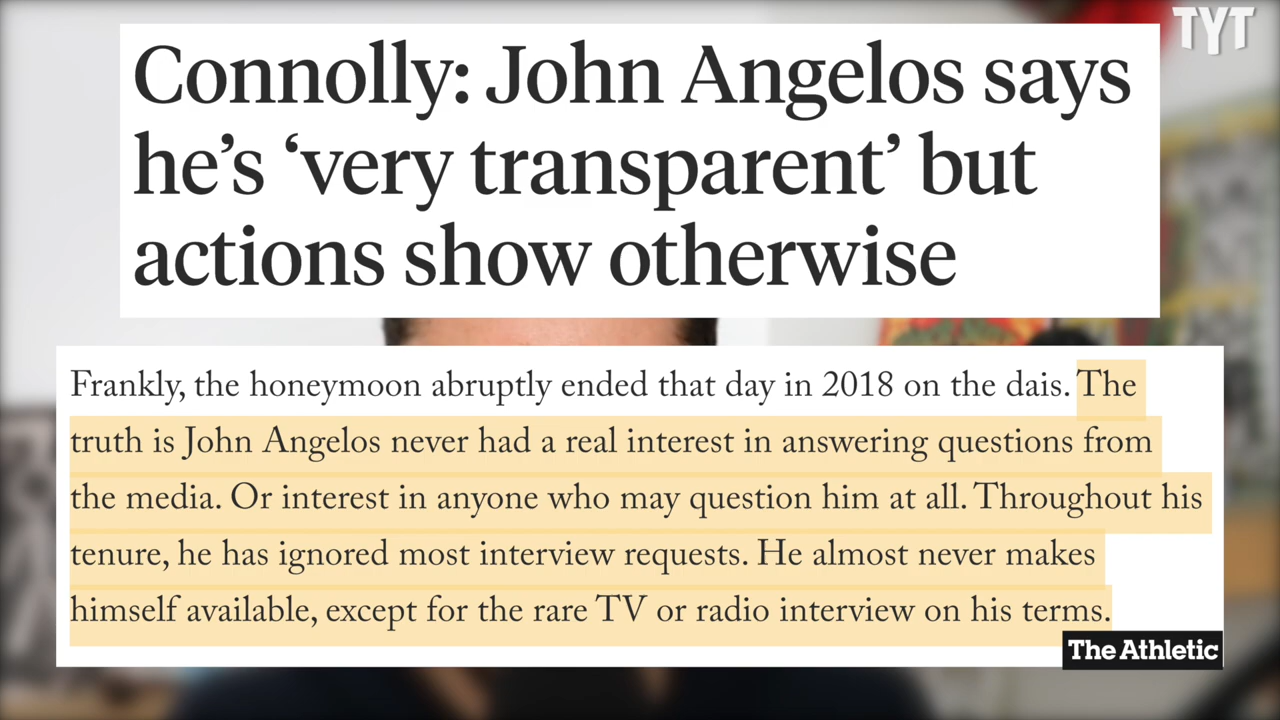 TYT
Connolly: John Angelos says
he’s ‘very transparent’ but
actions show otherwise
Frankly, the honeymoon abruptly ended that day in 2018 on the dais. The
truth is John Angelos never had a real interest in answering questions from
the media. Or interest in anyone who may question him at all. Throughout his
tenure, he has ignored most interview requests. He almost never makes
himself available, except for the rare TV or radio interview on his terms.
The Athletic